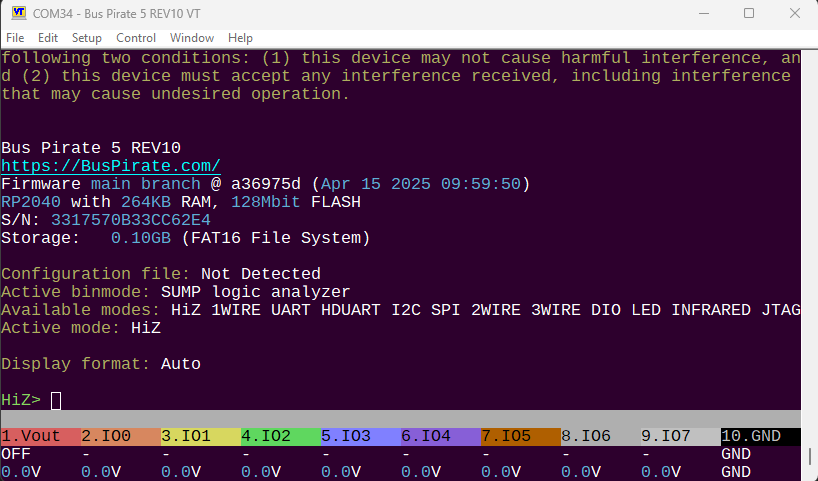 COM34 - Bus Pirate 5 REV10 VT
File Edit Setup Control Window Help
following two conditions: (1) this device may not cause harmful interference, an
d (2) this device must accept any interference received, including interference
that may cause undesired operation.
Bus Pirate 5 REV10
https://BusPirate.com/
Firmware main branch @ a36975d (Apr 15 2025 09:59:50)
RP2040 with 264KB RAM, 128Mbit FLASH
S/N: 3317570B33CC62E4
Storage:   0.10GB (FAT16 File System)
Configuration file: Not Detected
Active binmode: SUMP logic analyzer
Available modes: HiZ 1WIRE UART HDUART I2C SPI 2WIRE 3WIRE DIO LED INFRARED JTAG
Active mode: HiZ
Display format: Auto
HiZ>
1.Vout 2.IO0 3.IO1 4.IO2 5.IO3 6.IO4 7.IO5 8.IO6 9.IO7 10.GND
OFF - - - - - - - - GND
0.0V 0.0V 0.0V 0.0V 0.0V 0.0V 0.0V 0.0V 0.0V GND